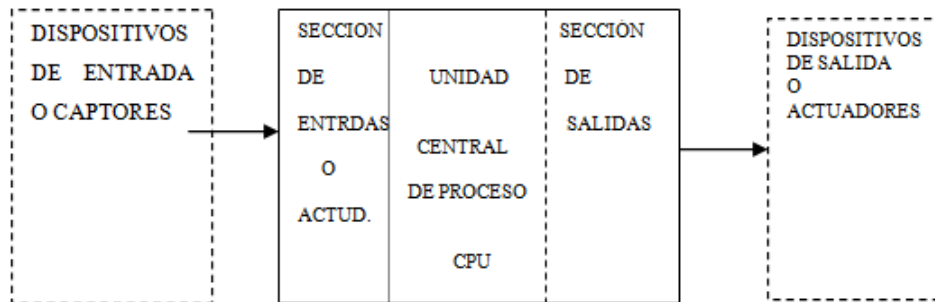 DISPOSITIVOS
DE ENTRADA
O CAPTORES
SECCION
DE
ENTRDAS
O
ACTUD.
UNIDAD
CENTRAL
DE PROCESO
CPU
SECCIÓN
DE
SALIDAS
DISPOSITIVOS
DE SALIDA
O
ACTUADORES